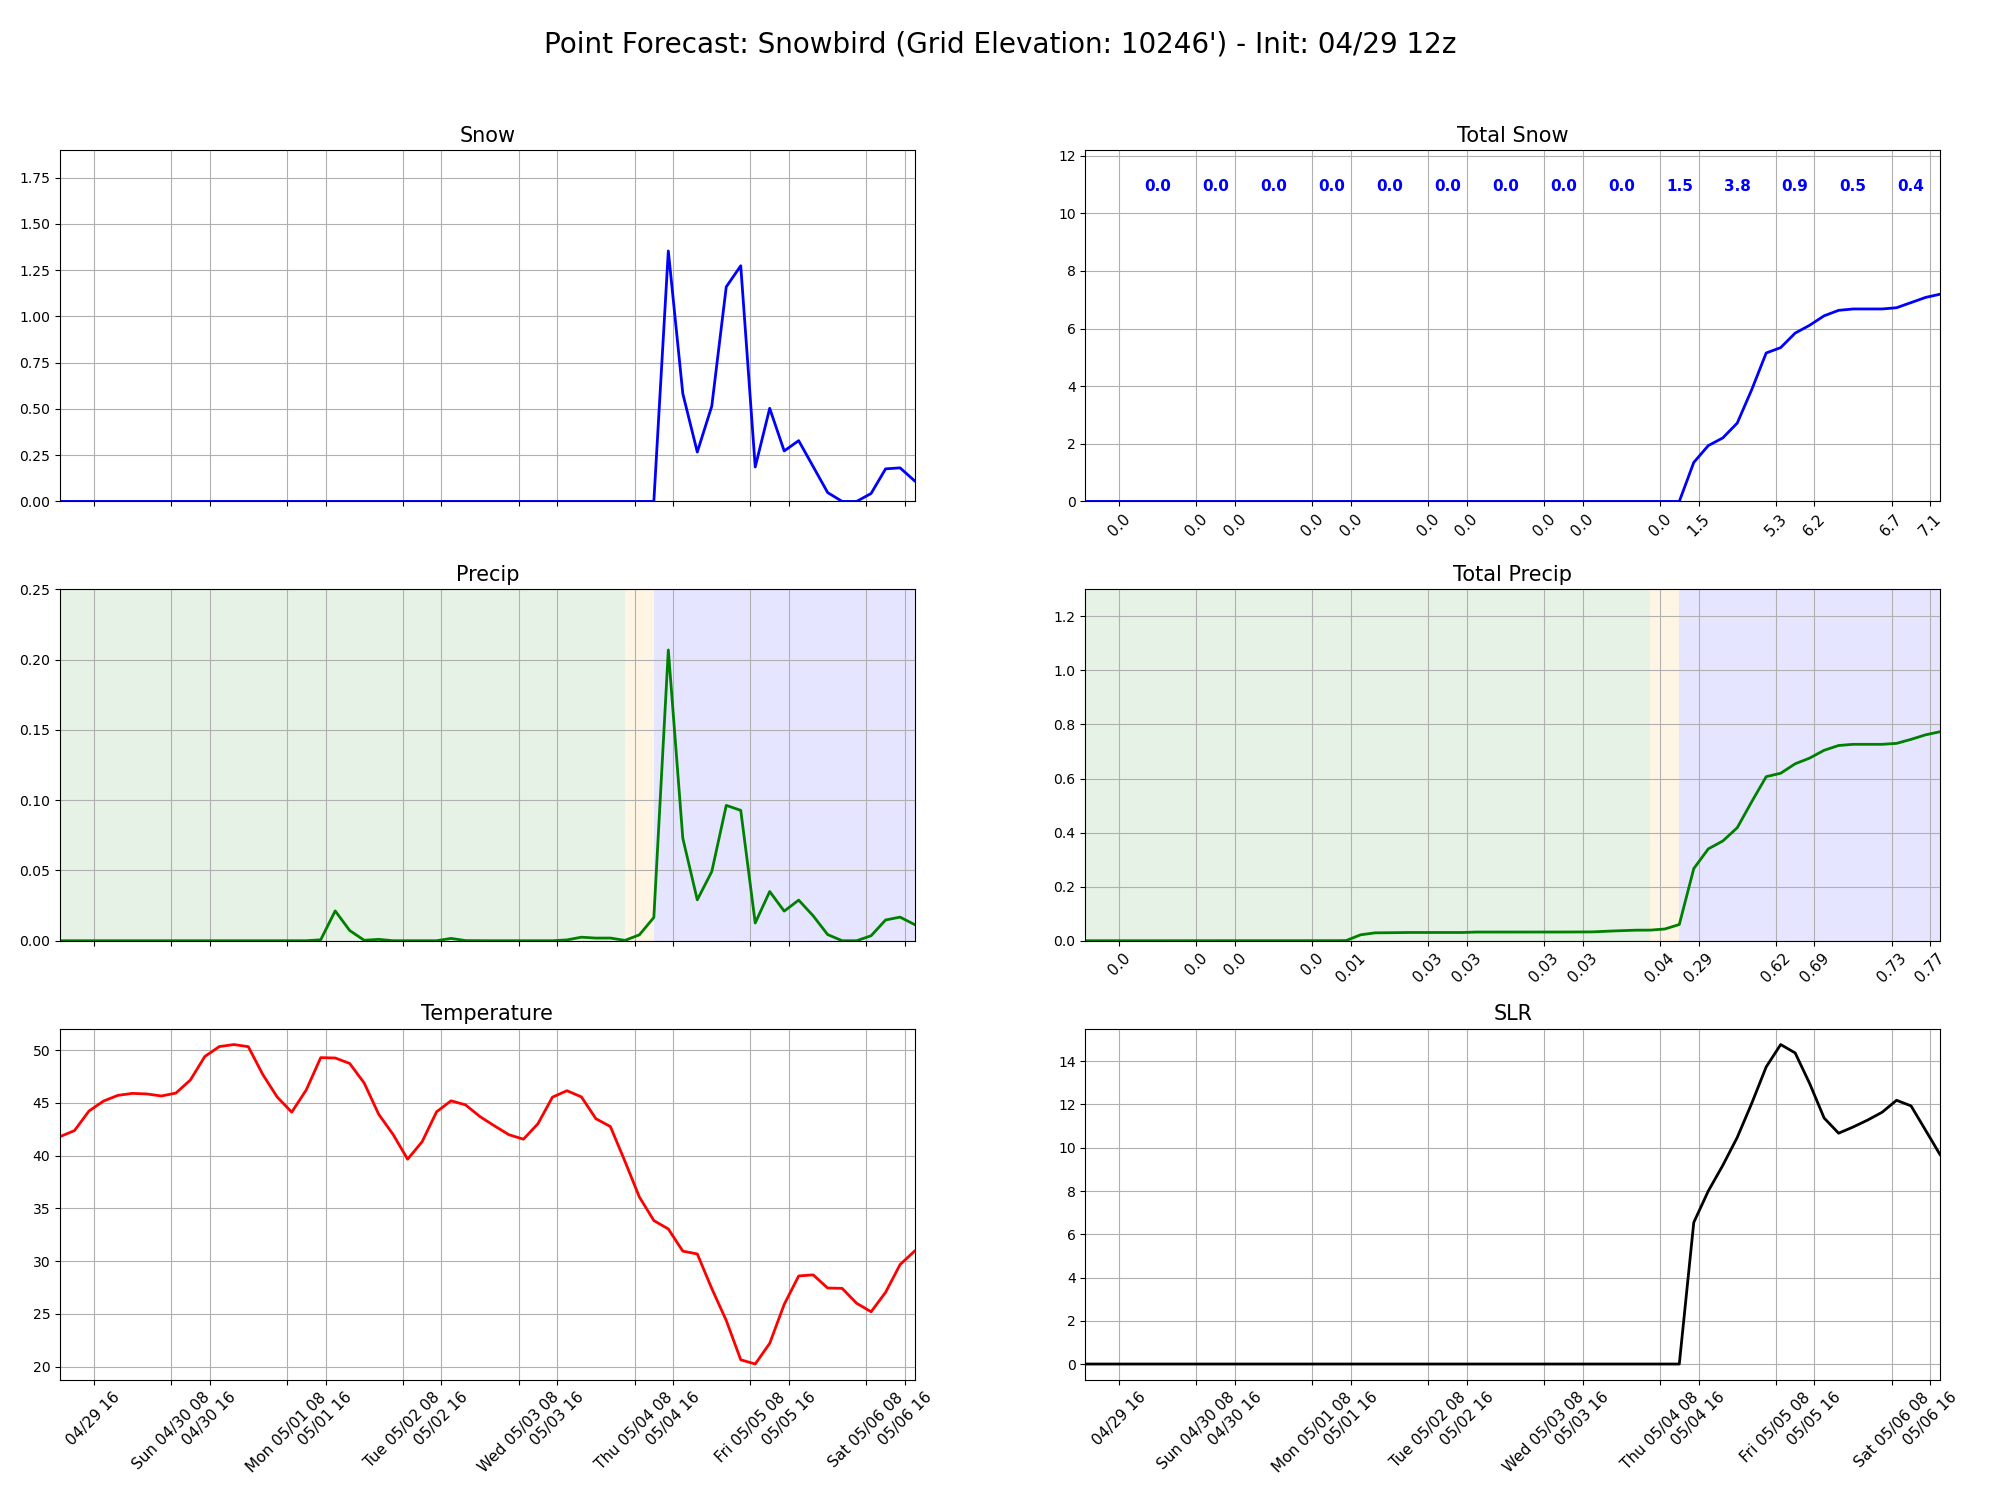 Point Forecast: Snowbird (Grid Elevation: 10246') - Init: 04/29 12z
Snow
1.75
1.50
1.25
1.00
0.75
0.50
0.25
0.00
Total Snow
12
10
8
6
4
2
0
0.0 0.0 0.0 0.0 0.0 0.0 0.0 0.0 0.0 1.5 3.8 0.9 0.5 0.4
0.0 0.0 0.0 0.0 0.0 0.0 0.0 0.0 0.0 0.0 1.5 5.3 6.2 6.7 7.1
Precip
0.25
0.20
0.15
0.10
0.05
0.00
Total Precip
1.2
1.0
0.8
0.6
0.4
0.2
0.0
0.0 0.0 0.0 0.0 0.01 0.03 0.03 0.03 0.03 0.04 0.29 0.62 0.69 0.73 0.77
Temperature
50
45
40
35
30
25
20
04/29 16
Sun 04/30 08
04/30 16
Mon 05/01 08
05/01 16
Tue 05/02 08
05/02 16
Wed 05/03 08
05/03 16
Thu 05/04 08
05/04 16
Fri 05/05 08
05/05 16
Sat 05/06 08
05/06 16
SLR
14
12
10
8
6
4
2
0
04/29 16
Sun 04/30 08
04/30 16
Mon 05/01 08
05/01 16
Tue 05/02 08
05/02 16
Wed 05/03 08
05/03 16
Thu 05/04 08
05/04 16
Fri 05/05 08
05/05 16
Sat 05/06 08
05/06 16